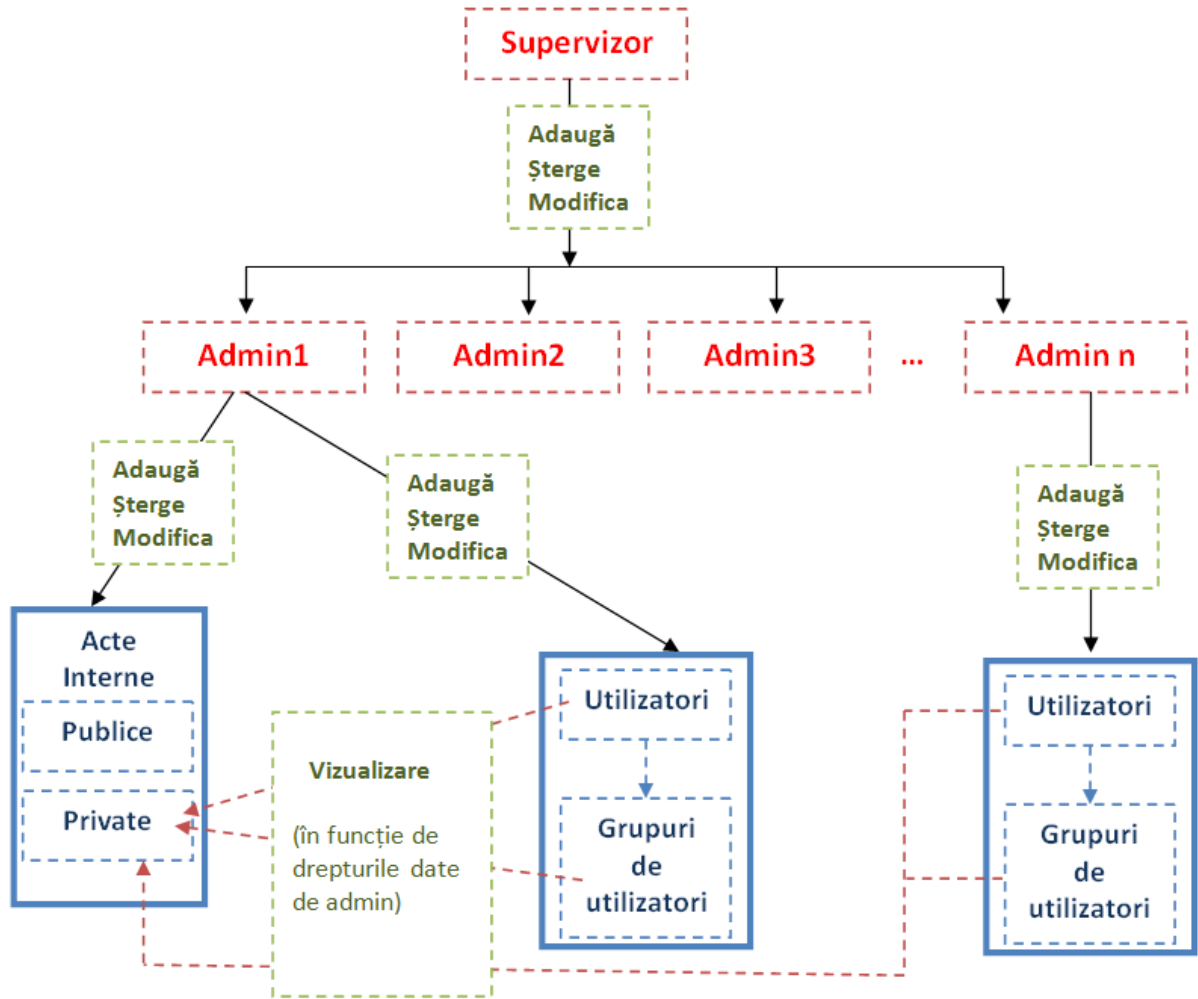 Supervizor
Adaugă
Șterge
Modifica
Admin1
Admin2
Admin3
...
Admin n
Adaugă
Șterge
Modifica
Adaugă
Șterge
Modifica
Adaugă
Șterge
Modifica
Acte
Interne
Publice
Private
Vizualizare
(în funcție de
drepturile date
de admin)
Utilizatori
Grupuri
de
utilizatori
Utilizatori
Grupuri
de
utilizatori